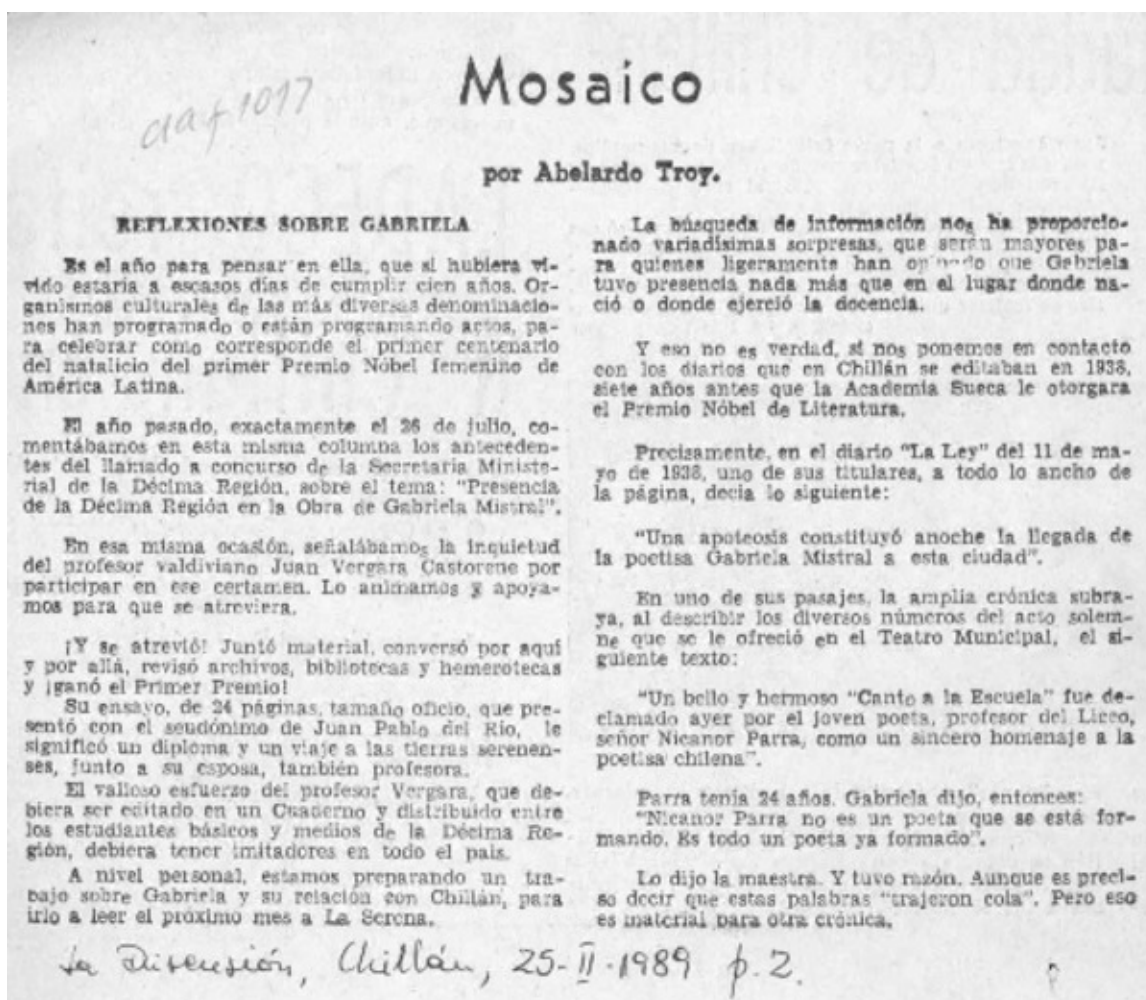 Mosaico
por Abelardo Troy.
REFLEXIONES SOBRE GABRIELA
Es el año para pensar en ella, que si hubiera vi-
vido estaría a escasos días de cumplir cien años. Or-
ganismos culturales de las más diversas denominacio-
nes han programado o están programando actos, pa-
ra celebrar como corresponde el primer centenario
del natalicio del primer Premio Nóbel femenino de
América Latina.
El año pasado, exactamente el 26 de julio, co-
mentábamos en esta misma columna los anteceden-
tes del llamado a concurso de la Secretaría Ministe-
rial de la Décima Región, sobre el tema: "Presencia
de la Décima Región en la Obra de Gabriela Mistral".
En esa misma ocasión, señalábamos la inquietud
del profesor valdiviano Juan Vergara Castorene por
participar en ese certamen. Lo animamos y apoya-
mos para que se atreviera.
¡Y se atrevió! Juntó material, conversó por aquí
y por allá, revisó archivos, bibliotecas y hemerotecas
y ¡ganó el Primer Premio!
Su ensayo, de 24 páginas, tamaño oficio, que pre-
sentó con el seudónimo de Juan Pablo del Río, le
significó un diploma y un viaje a las tierras serenen-
ses, junto a su esposa, también profesora.
El valioso esfuerzo del profesor Vergara, que de-
biera ser editado en un Cuaderno y distribuido entre
los estudiantes básicos y medios de la Décima Re-
gión, debiera tener imitadores en todo el país.
A nivel personal, estamos preparando un tra-
bajo sobre Gabriela y su relación con Chillán, para
irlo a leer el próximo mes a La Serena.
La búsqueda de información nos ha proporcio-
nado variadísimas sorpresas, que serán mayores pa-
ra quienes ligeramente han opinado que Gabriela
tuvo presencia nada más que en el lugar donde na-
ció o donde ejerció la docencia.
Y eso no es verdad, si nos ponemos en contacto
con los diarios que en Chillán se editaban en 1938,
siete años antes que la Academia Sueca le otorgara
el Premio Nóbel de Literatura.
Precisamente, en el diario "La Ley" del 11 de ma-
yo de 1938, uno de sus titulares, a todo lo ancho de
la página, decía lo siguiente:
"Una apoteosis constituyó anoche la llegada de
la poetisa Gabriela Mistral a esta ciudad".
En uno de sus pasajes, la amplia crónica subra-
ya, al describir los diversos números del acto solem-
ne que se le ofreció en el Teatro Municipal, el si-
guiente texto:
"Un bello y hermoso "Canto a la Escuela" fue de-
clamado ayer por el joven poeta, profesor del Liceo,
señor Nicanor Parra, como un sincero homenaje a la
poetisa chilena".
Parra tenía 24 años. Gabriela dijo, entonces:
"Nicanor Parra no es un poeta que se está for-
mando. Es todo un poeta ya formado".
Lo dijo la maestra. Y tuvo razón. Aunque es preci-
so decir que estas palabras "trajeron cola". Pero eso
es material para otra crónica.
La Discusión, Chillán, 25-II-1989 p.2.